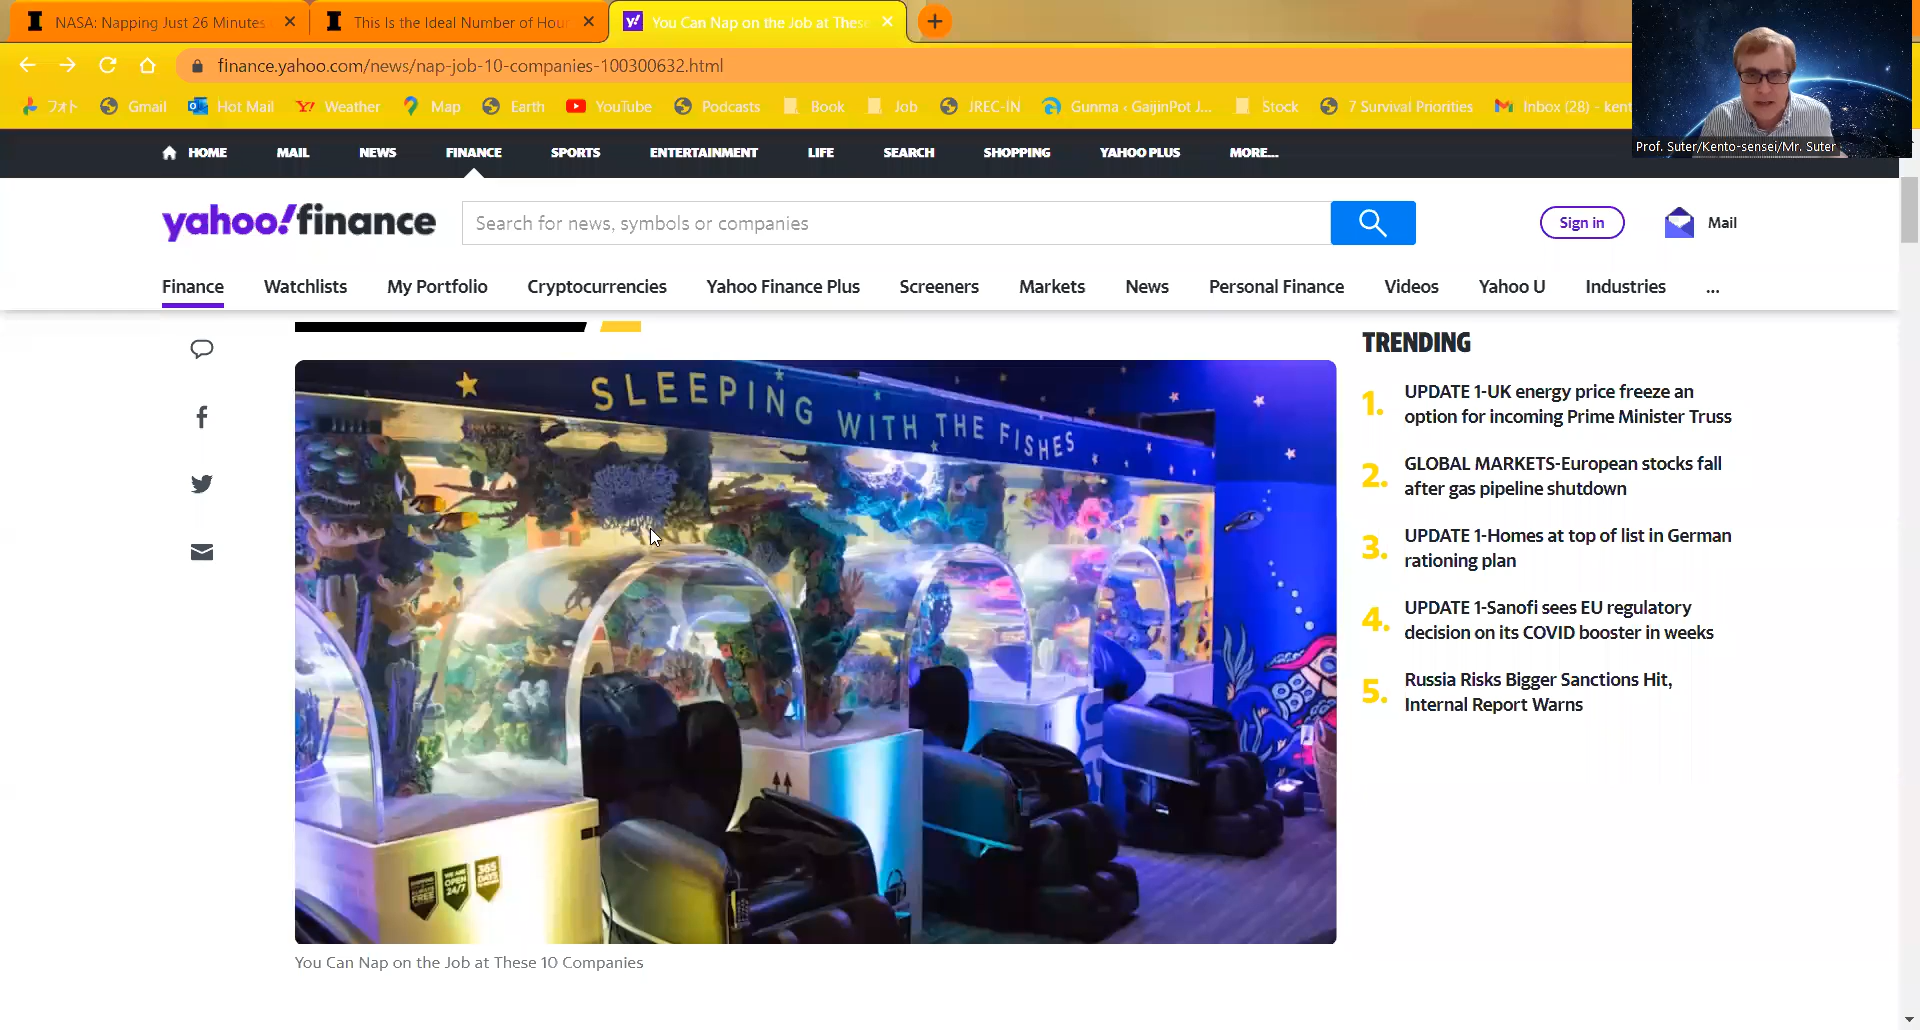 NASA: Napping Just 26 Minutes
This Is the Ideal Number of Hour
You Can Nap on the Job at These
finance.yahoo.com/news/nap-job-10-companies-100300632.html
フォト
Gmail
Hot Mail
Weather
Map
Earth
YouTube
Podcasts
Book
Job
JREC-IN
Gunma ‹ GaijinPot J...
Stock
7 Survival Priorities
Inbox (28) - kent
Prof. Suter/Kento-sensei/Mr. Suter
HOME
MAIL
NEWS
FINANCE
SPORTS
ENTERTAINMENT
LIFE
SEARCH
SHOPPING
YAHOO PLUS
MORE...
yahoo!finance
Search for news, symbols or companies
Sign in
Mail
Finance
Watchlists
My Portfolio
Cryptocurrencies
Yahoo Finance Plus
Screeners
Markets
News
Personal Finance
Videos
Yahoo U
Industries
...
SLEEPING WITH THE FISHES
WE ARE
OPEN
24/7
365
DAYS
FREE
You Can Nap on the Job at These 10 Companies
TRENDING
1. UPDATE 1-UK energy price freeze an
option for incoming Prime Minister Truss
2. GLOBAL MARKETS-European stocks fall
after gas pipeline shutdown
3. UPDATE 1-Homes at top of list in German
rationing plan
4. UPDATE 1-Sanofi sees EU regulatory
decision on its COVID booster in weeks
5. Russia Risks Bigger Sanctions Hit,
Internal Report Warns